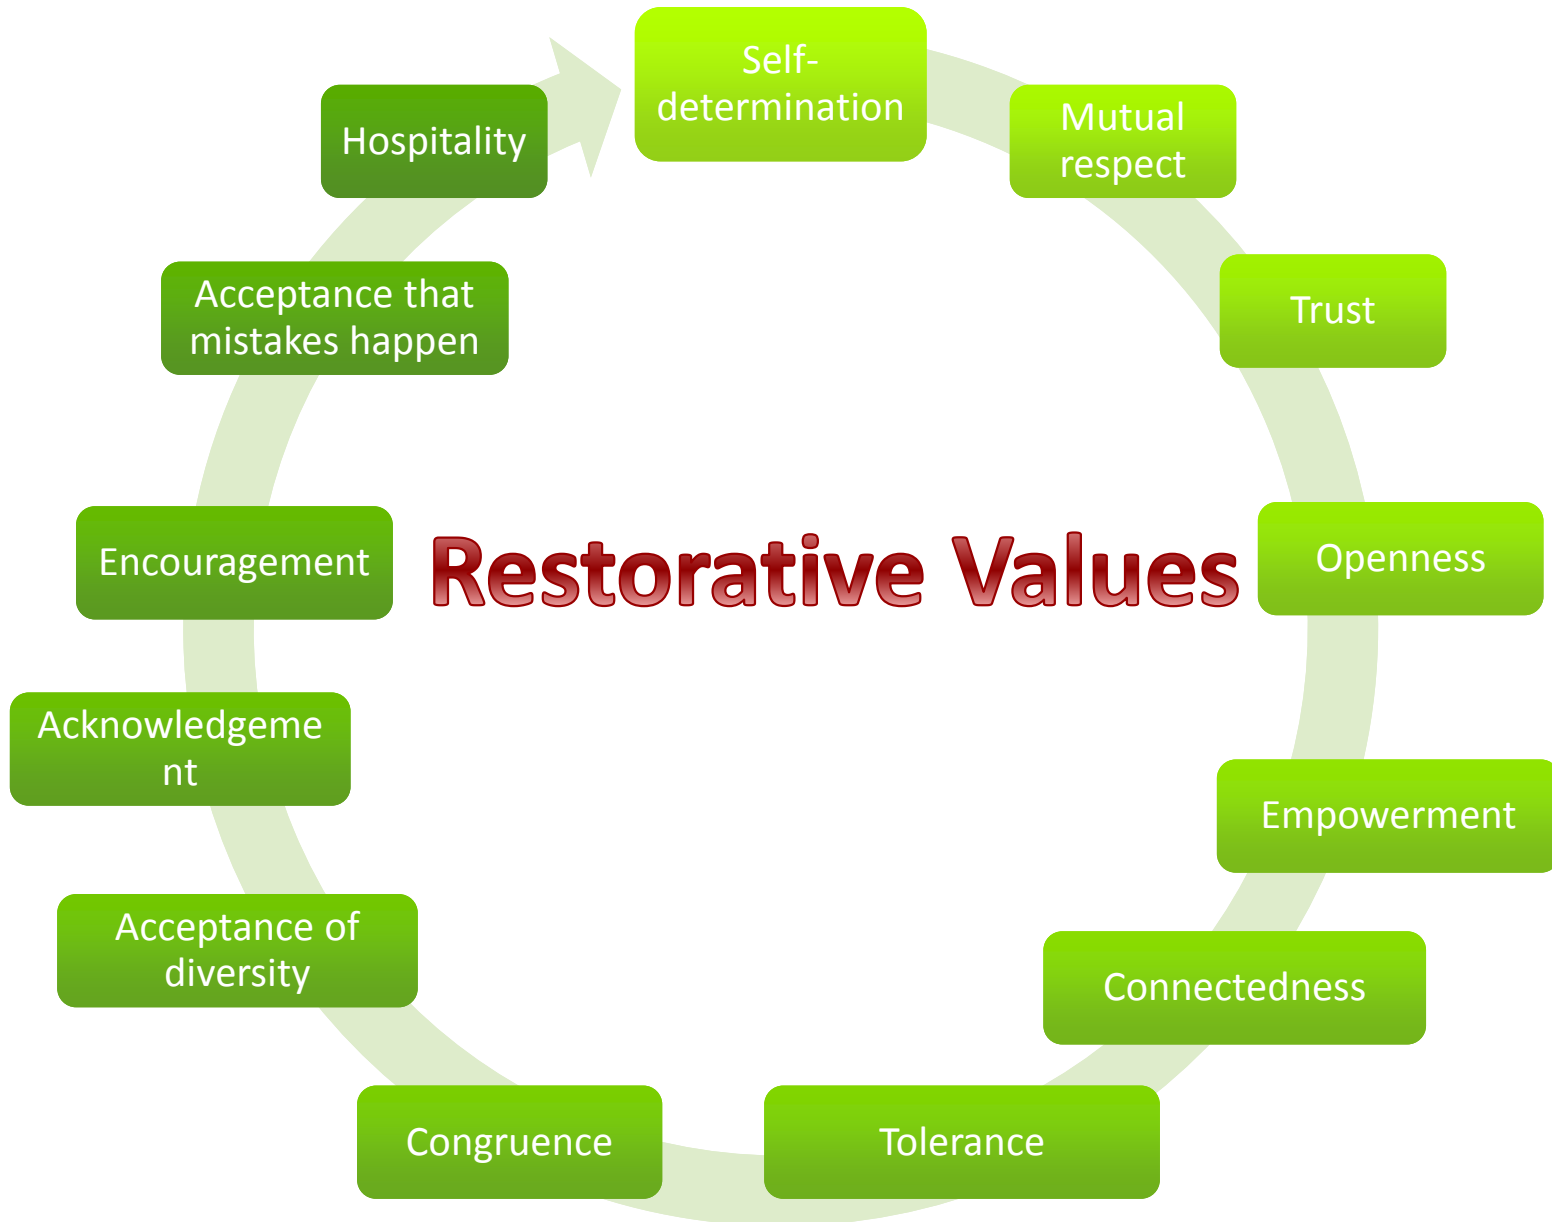 Self-
determination
Mutual
respect
Trust
Openness
Empowerment
Connectedness
Tolerance
Congruence
Acceptance of
diversity
Acknowledgeme
nt
Encouragement
Acceptance that
mistakes happen
Hospitality
Restorative Values